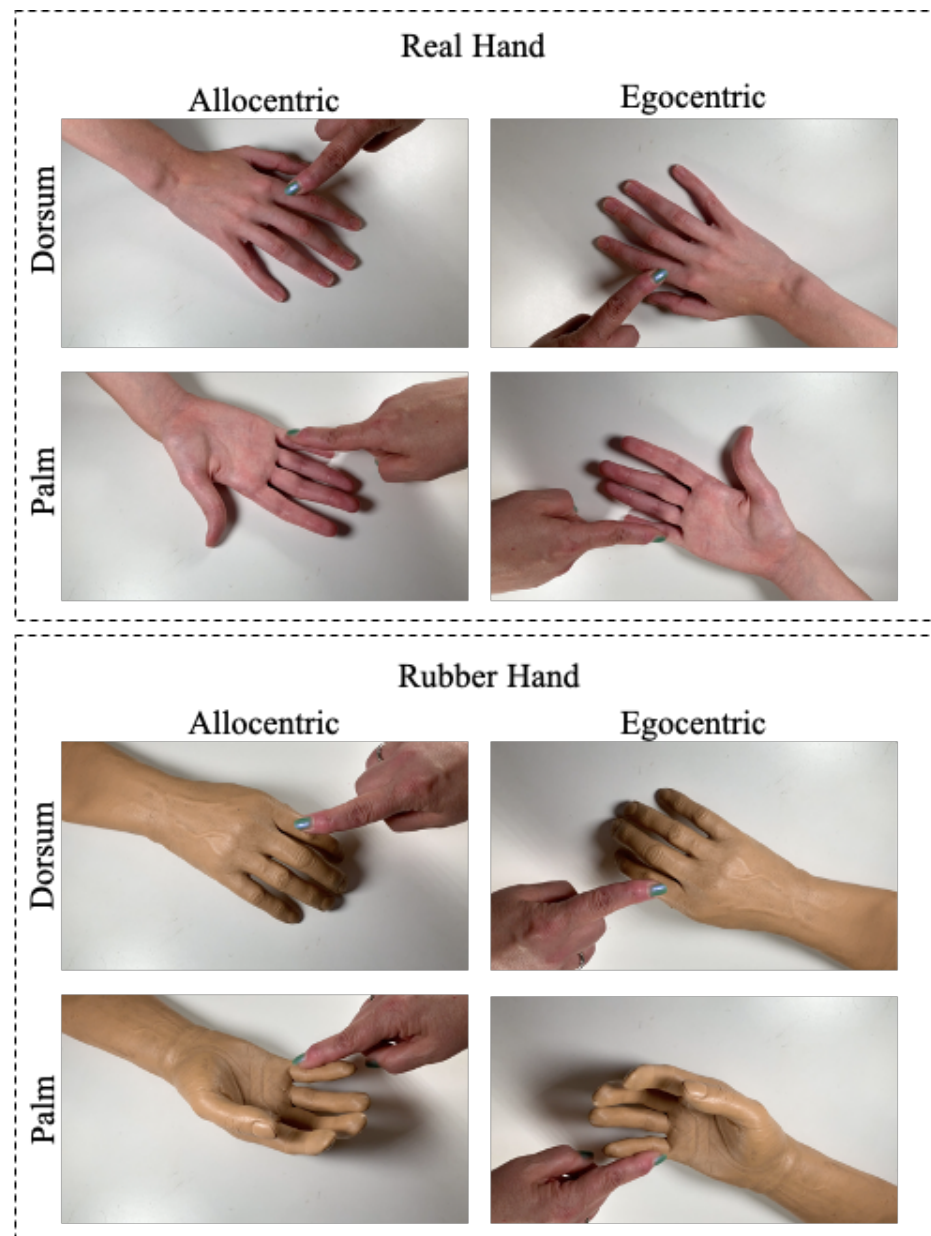 Real Hand
Allocentric
Egocentric
Dorsum
Palm
Rubber Hand
Allocentric
Egocentric
Dorsum
Palm